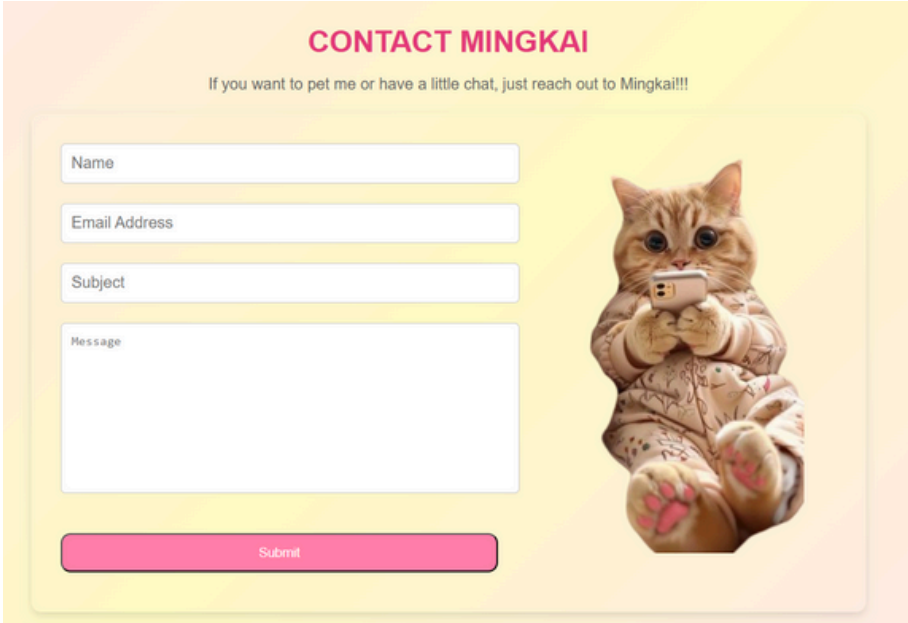 CONTACT MINGKAI
If you want to pet me or have a little chat, just reach out to Mingkai!!!
Name
Email Address
Subject
Message
Submit